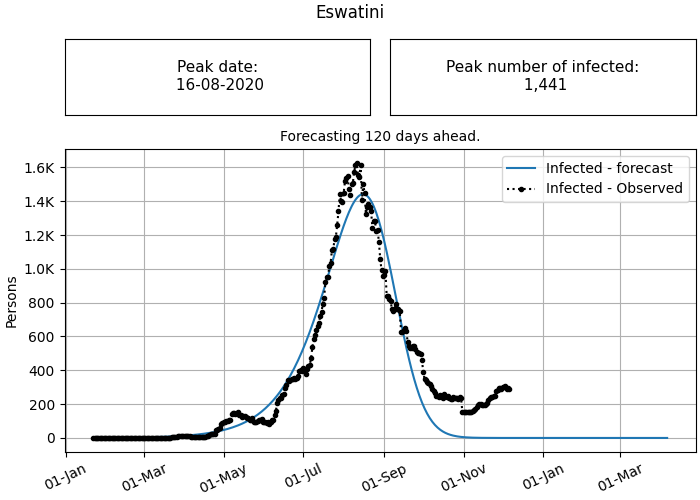 Eswatini
Peak date:
16-08-2020
Peak number of infected:
1,441
Forecasting 120 days ahead.
Infected - forecast
Infected - Observed
Persons
1.6K
1.4K
1.2K
1.0K
800
600
400
200
0
01-Jan
01-Mar
01-May
01-Jul
01-Sep
01-Nov
01-Jan
01-Mar